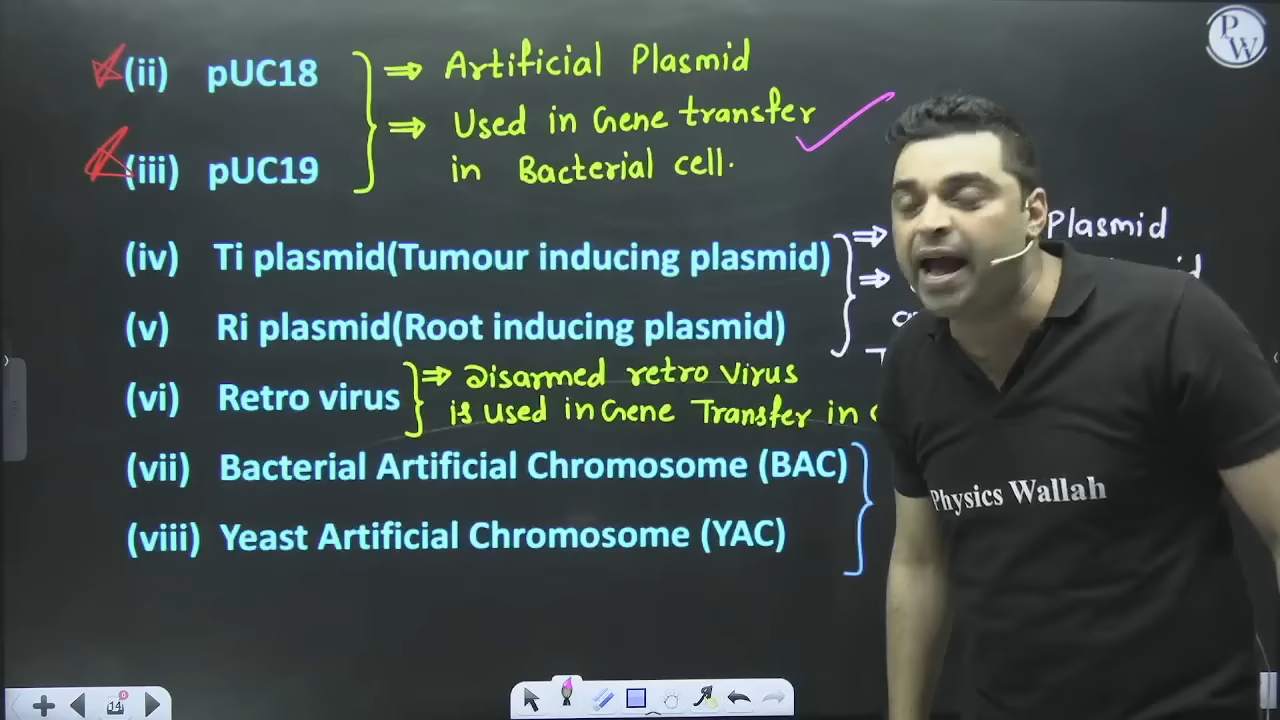 PW
(ii) pUC18 ⇒ Artificial Plasmid
⇒ Used in Gene transfer
(iii) pUC19 in Bacterial cell.
(iv) Ti plasmid(Tumour inducing plasmid) ⇒ Plasmid
⇒
(v) Ri plasmid(Root inducing plasmid)
(vi) Retro virus ⇒ Disarmed retro virus
is used in Gene Transfer in
(vii) Bacterial Artificial Chromosome (BAC)
(viii) Yeast Artificial Chromosome (YAC)
Physics Wallah
14